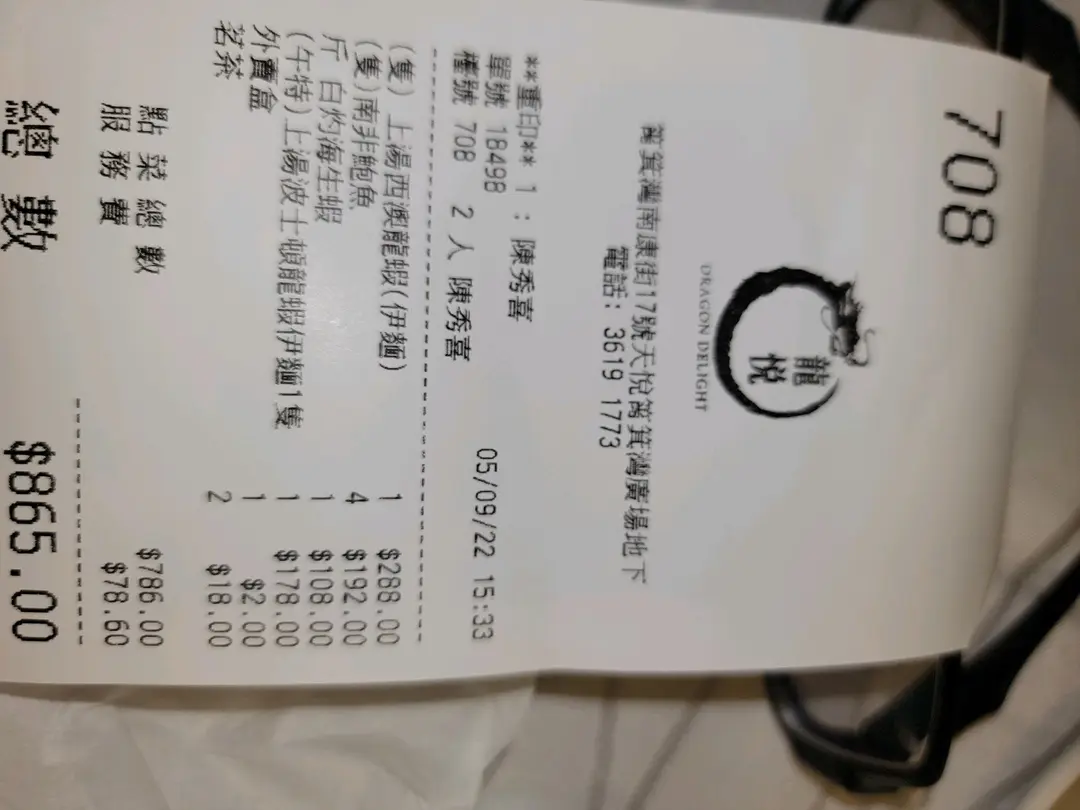 708
龍
悅
DRAGON DELIGHT
筲箕灣南康街17號天悅筲箕灣廣場地下
電話: 3619 1773
**重印** 1 : 陳秀喜
單號 18498
檯號 708 2 人 陳秀喜 05/09/22 15:33
(隻) 上湯西澳龍蝦(伊麵) 1 $288.00
(隻)南非鮑魚 4 $192.00
斤 白灼海生蝦 1 $108.00
(午特)上湯波士頓龍蝦伊麵1隻 1 $178.00
外賣盒 1 $2.00
茗茶 2 $18.00
點菜總數 $786.00
服務費 $78.60
總數 $865.00